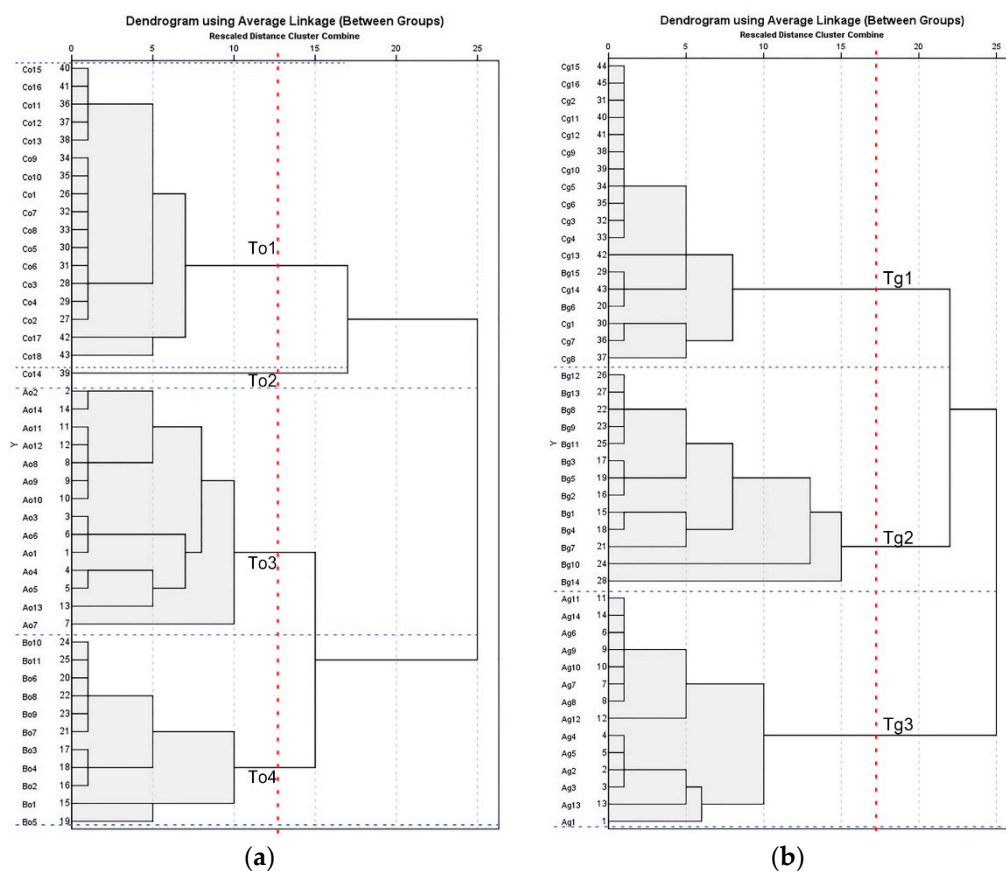 Dendrogram using Average Linkage (Between Groups)
Rescaled Distance Cluster Combine
0 5 10 15 20 25
Co15 40
Co16 41
Co11 36
Co12 37
Co13 38
Co9 34
Co10 35
Co1 26
Co7 32
Co8 33
To1
Co5 30
Co6 31
Co3 28
Co4 29
Co2 27
Co17 42
Co18 43
Co14 39
To2
Ao2 2
Ao14 14
Ao11 11
Y
Ao12 12
Ao8 8
Ao9 9
Ao10 10
Ao3 3
Ao6 6
Ao1 1
To3
Ao4 4
Ao5 5
Ao13 13
Ao7 7
Bo10 24
Bo11 25
Bo6 20
Bo8 22
Bo9 23
Bo7 21
Bo3 17
Bo4 18
To4
Bo2 16
Bo1 15
Bo5 19
(a)
Dendrogram using Average Linkage (Between Groups)
Rescaled Distance Cluster Combine
0 5 10 15 20 25
Cg15 44
Cg16 45
Cg2 31
Cg11 40
Cg12 41
Cg9 38
Cg10 39
Cg5 34
Cg6 35
Cg3 32
Cg4 33
Cg13 42
Bg15 29
Tg1
Cg14 43
Bg6 20
Cg1 30
Cg7 36
Cg8 37
Bg12 26
Bg13 27
Bg8 22
Bg9 23
Y
Bg11 25
Bg3 17
Bg5 19
Bg2 16
Bg1 15
Bg4 18
Tg2
Bg7 21
Bg10 24
Bg14 28
Ag11 11
Ag14 14
Ag6 6
Ag9 9
Ag10 10
Ag7 7
Ag8 8
Ag12 12
Tg3
Ag4 4
Ag5 5
Ag2 2
Ag3 3
Ag13 13
Ag1 1
(b)